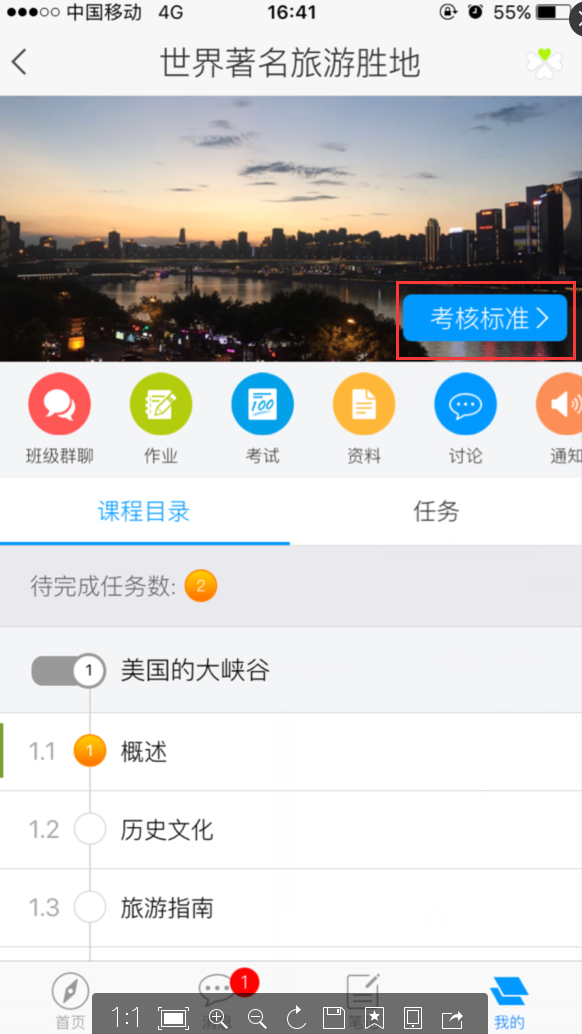 中国移动 4G 16:41 55%
世界著名旅游胜地
考核标准
班级群聊 作业 考试 资料 讨论 通知
100
课程目录 任务
待完成任务数: 2
1 美国的大峡谷
1.1 1 概述
1.2 历史文化
1.3 旅游指南
1
首页 消息 笔 我的
1:1